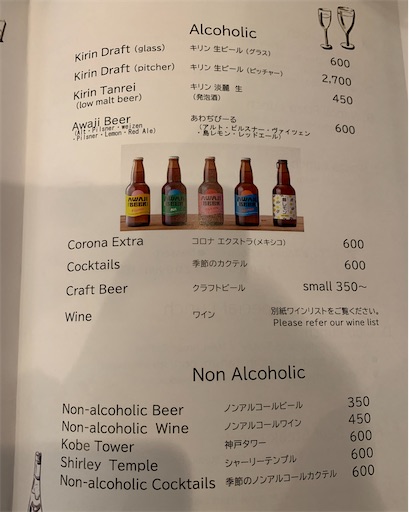 Alcoholic
Kirin Draft (glass) キリン 生ビール (グラス) 600
Kirin Draft (pitcher) キリン 生ビール (ピッチャー) 2,700
Kirin Tanrei キリン 淡麗 生 450
(low malt beer) (発泡酒)
Awaji Beer あわぢびーる 600
(Alt・Pilsner・weizen (アルト・ピルスナー・ヴァイツェン
・Pilsner・Lemon・Red Ale) ・島レモン・レッドエール)
AWAJI BEER AWAJI BEER AWAJI BEER AWAJI BEER
Corona Extra コロナ エクストラ(メキシコ) 600
Cocktails 季節のカクテル 600
Craft Beer クラフトビール small 350～
Wine ワイン 別紙ワインリストをご覧ください。
Please refer our wine list
Non Alcoholic
Non-alcoholic Beer ノンアルコールビール 350
Non-alcoholic Wine ノンアルコールワイン 450
Kobe Tower 神戸タワー 600
Shirley Temple シャーリーテンプル 600
Non-alcoholic Cocktails 季節のノンアルコールカクテル 600